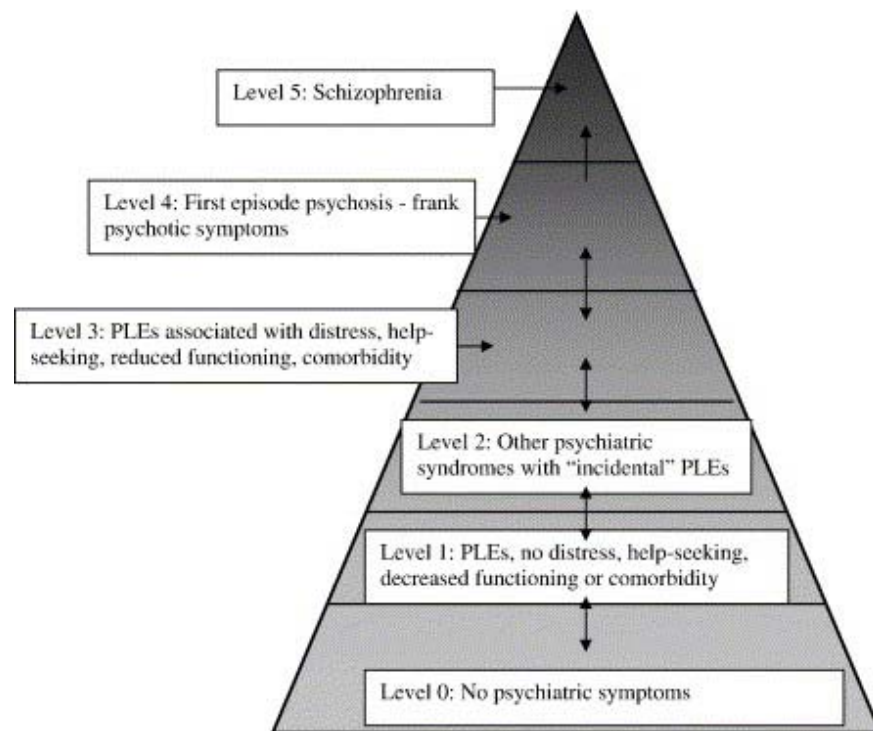 Level 5: Schizophrenia
Level 4: First episode psychosis - frank
psychotic symptoms
Level 3: PLEs associated with distress, help-
seeking, reduced functioning, comorbidity
Level 2: Other psychiatric
syndromes with “incidental” PLEs
Level 1: PLEs, no distress, help-seeking,
decreased functioning or comorbidity
Level 0: No psychiatric symptoms